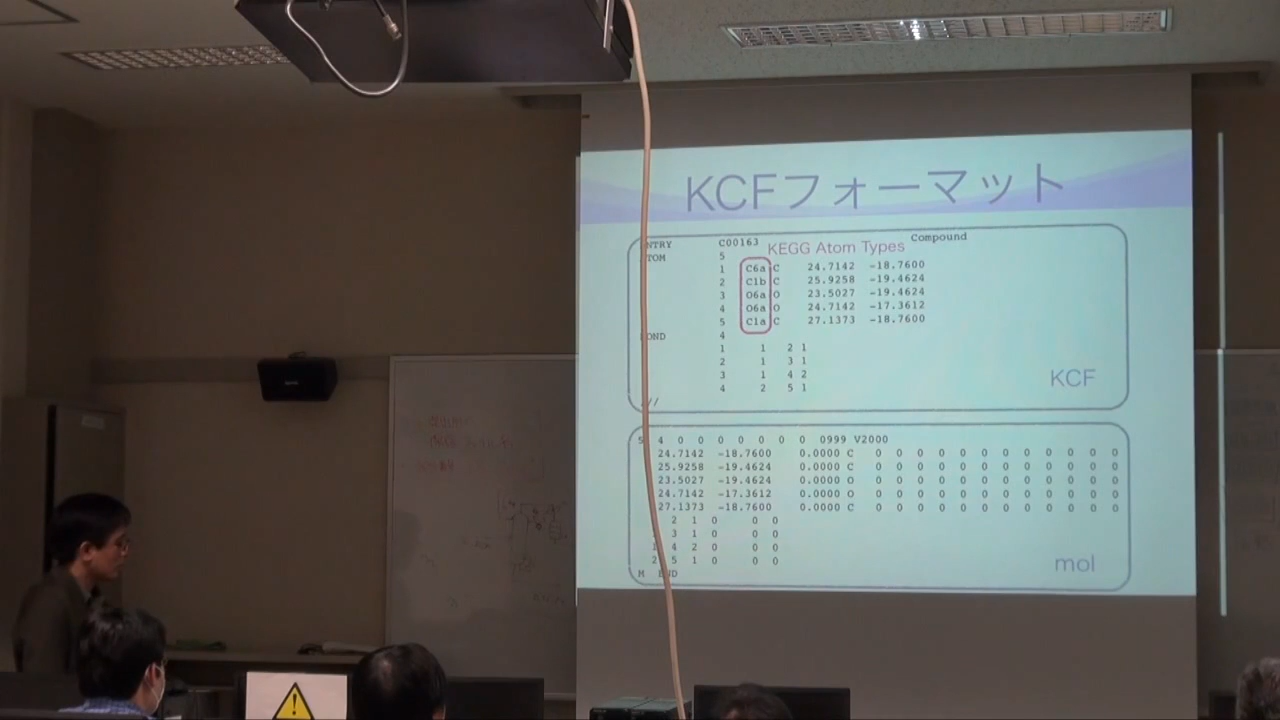 KCFフォーマット
NTRY C00163 Compound
KEGG Atom Types
TOM 5
1 C6a C 24.7142 -18.7600
2 C1b C 25.9258 -19.4624
3 O6a O 23.5027 -19.4624
4 O6a O 24.7142 -17.3612
5 C1a C 27.1373 -18.7600
OND 4
1 1 2 1
2 1 3 1
3 1 4 2
4 2 5 1
KCF
///
5 4 0 0 0 0 0 0 0 0999 V2000
24.7142 -18.7600 0.0000 C 0 0 0 0 0 0 0 0 0 0 0 0
25.9258 -19.4624 0.0000 C 0 0 0 0 0 0 0 0 0 0 0 0
23.5027 -19.4624 0.0000 O 0 0 0 0 0 0 0 0 0 0 0 0
24.7142 -17.3612 0.0000 O 0 0 0 0 0 0 0 0 0 0 0 0
27.1373 -18.7600 0.0000 C 0 0 0 0 0 0 0 0 0 0 0 0
2 1 0 0 0
3 1 0 0 0
1 4 2 0 0 0
2 5 1 0 0 0
mol
M END